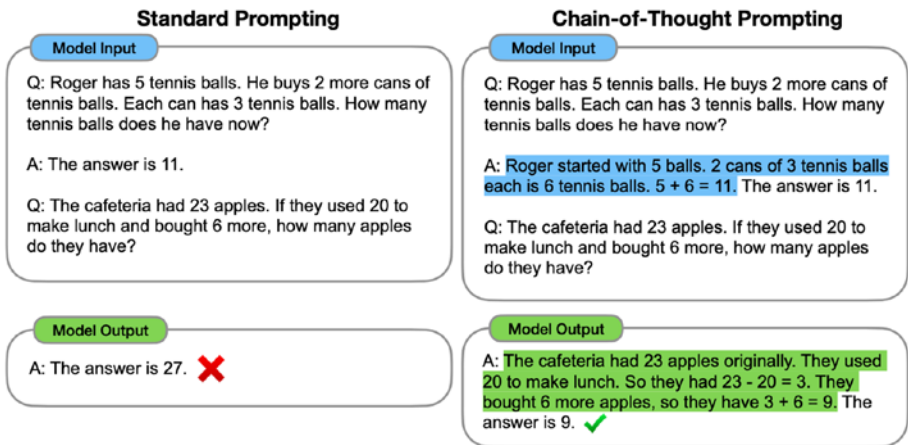 Standard Prompting
Model Input
Q: Roger has 5 tennis balls. He buys 2 more cans of
tennis balls. Each can has 3 tennis balls. How many
tennis balls does he have now?
A: The answer is 11.
Q: The cafeteria had 23 apples. If they used 20 to
make lunch and bought 6 more, how many apples
do they have?
Model Output
A: The answer is 27.
Chain-of-Thought Prompting
Model Input
Q: Roger has 5 tennis balls. He buys 2 more cans of
tennis balls. Each can has 3 tennis balls. How many
tennis balls does he have now?
A: Roger started with 5 balls. 2 cans of 3 tennis balls
each is 6 tennis balls. 5 + 6 = 11. The answer is 11.
Q: The cafeteria had 23 apples. If they used 20 to
make lunch and bought 6 more, how many apples
do they have?
Model Output
A: The cafeteria had 23 apples originally. They used
20 to make lunch. So they had 23 - 20 = 3. They
bought 6 more apples, so they have 3 + 6 = 9. The
answer is 9.